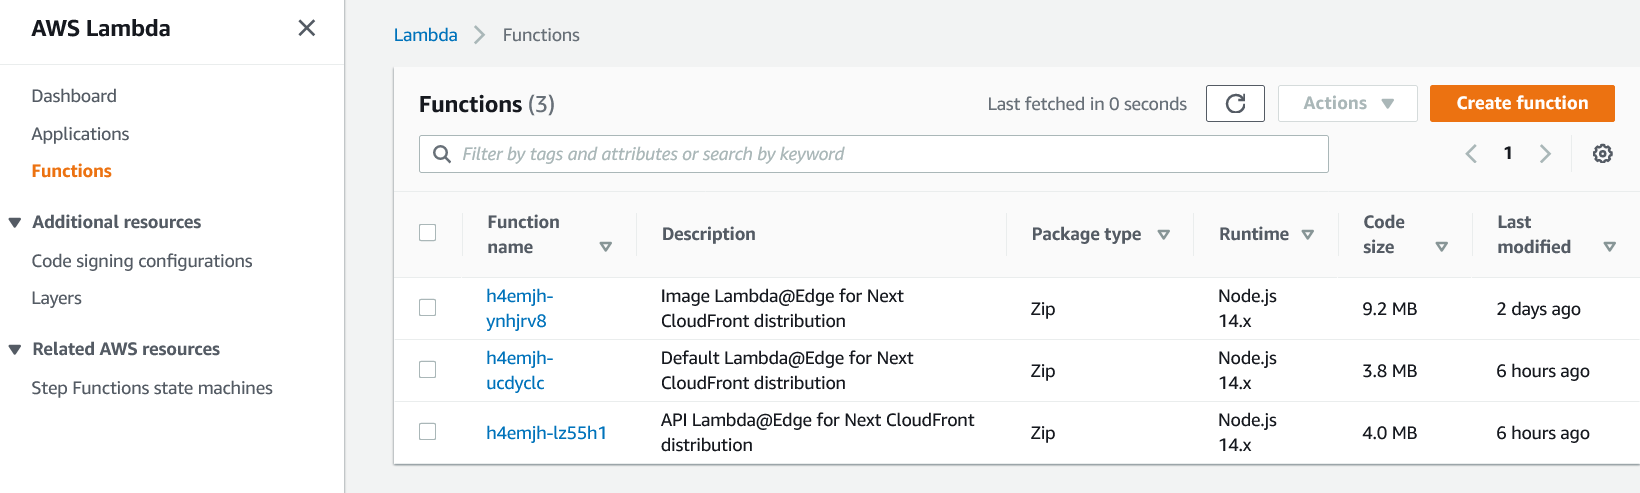 AWS Lambda
Dashboard
Applications
Functions
Additional resources
Code signing configurations
Layers
Related AWS resources
Step Functions state machines
Lambda Functions
Functions (3)
Last fetched in 0 seconds
Actions
Create function
Filter by tags and attributes or search by keyword
1
Function
name
Description
Package type
Runtime
Code
size
Last
modified
h4emjh-
ynhjrv8
Image Lambda@Edge for Next
CloudFront distribution
Zip
Node.js
14.x
9.2 MB
2 days ago
h4emjh-
ucdyclc
Default Lambda@Edge for Next
CloudFront distribution
Zip
Node.js
14.x
3.8 MB
6 hours ago
h4emjh-lz55h1
API Lambda@Edge for Next CloudFront
distribution
Zip
Node.js
14.x
4.0 MB
6 hours ago